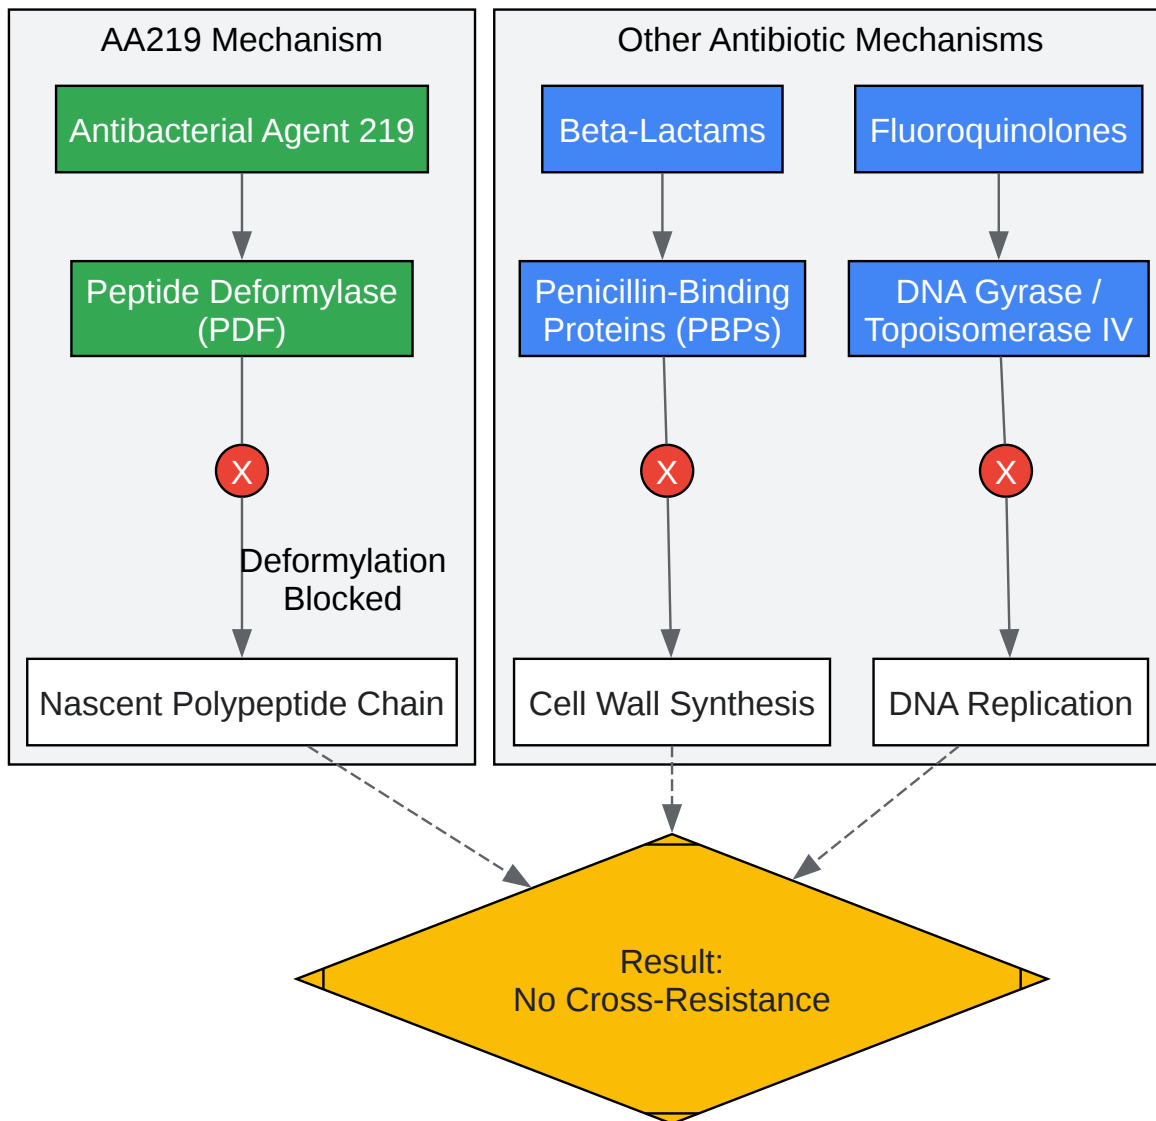 AA219 Mechanism
Antibacterial Agent 219
Peptide Deformylase
(PDF)
X
Deformylation
Blocked
Nascent Polypeptide Chain
Other Antibiotic Mechanisms
Beta-Lactams
Penicillin-Binding
Proteins (PBPs)
X
Cell Wall Synthesis
Fluoroquinolones
DNA Gyrase /
Topoisomerase IV
X
DNA Replication
Result:
No Cross-Resistance